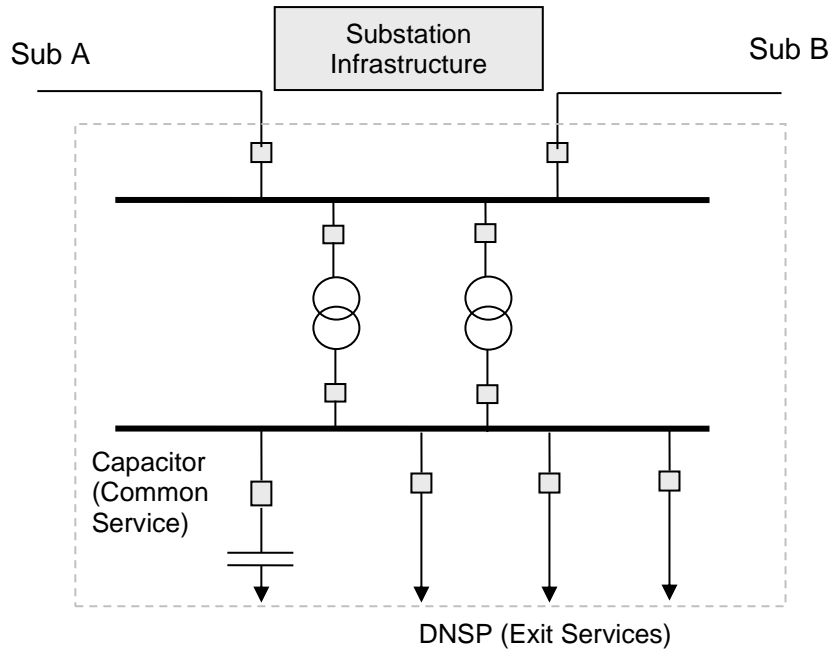 Sub A
Substation
Infrastructure
Sub B
Capacitor
(Common
Service)
DNSP (Exit Services)